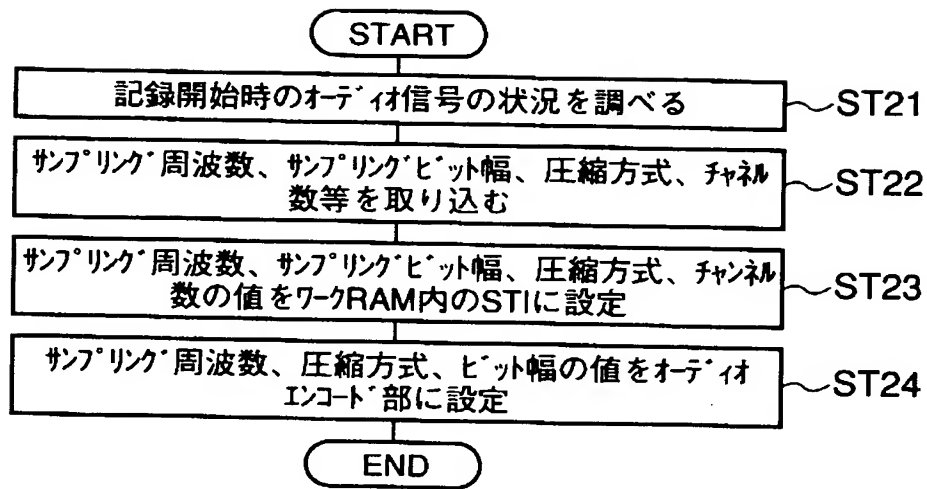 START
記録開始時のｵｰﾃﾞｨｵ信号の状況を調べる
ST21
ｻﾝﾌﾟﾘﾝｸﾞ周波数、ｻﾝﾌﾟﾘﾝｸﾞﾋﾞｯﾄ幅、圧縮方式、ﾁｬﾈﾙ
数等を取り込む
ST22
ｻﾝﾌﾟﾘﾝｸﾞ周波数、ｻﾝﾌﾟﾘﾝｸﾞﾋﾞｯﾄ幅、圧縮方式、ﾁｬﾝﾈﾙ
数の値をﾜｰｸRAM内のSTIに設定
ST23
ｻﾝﾌﾟﾘﾝｸﾞ周波数、圧縮方式、ﾋﾞｯﾄ幅の値をｵｰﾃﾞｨｵ
ｴﾝｺｰﾄﾞ部に設定
ST24
END